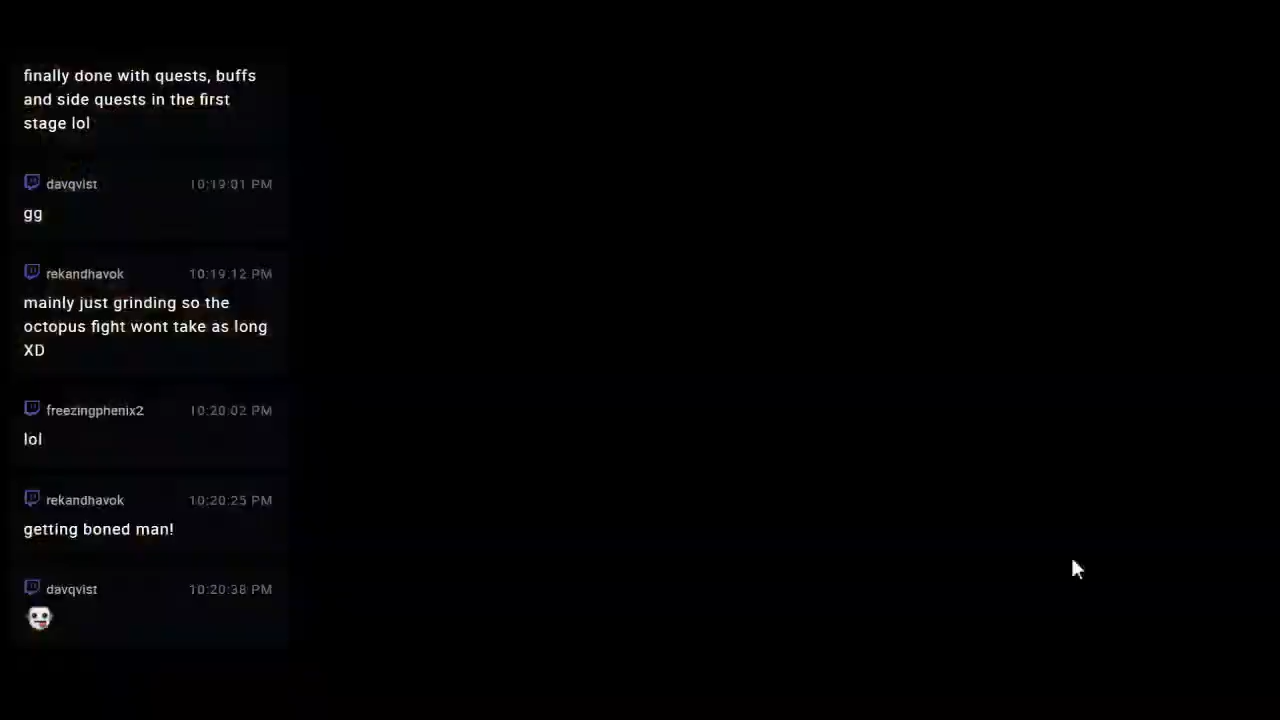 finally done with quests, buffs
and side quests in the first
stage lol
davqvist 10:19:01 PM
gg
rekandhavok 10:19:12 PM
mainly just grinding so the
octopus fight wont take as long
XD
freezingphenix2 10:20:02 PM
lol
rekandhavok 10:20:25 PM
getting boned man!
davqvist 10:20:38 PM